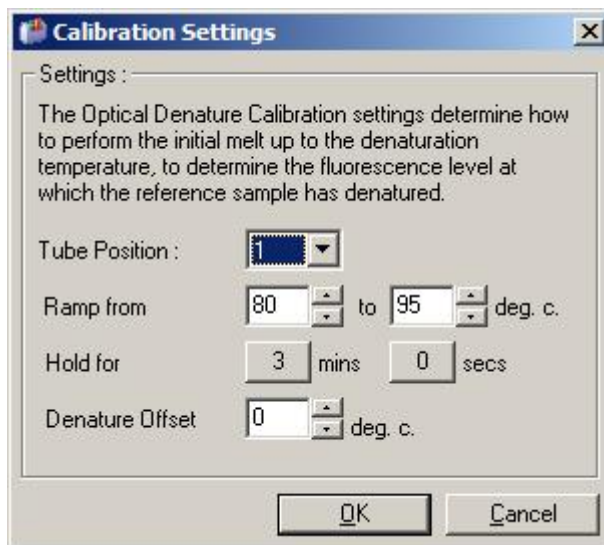 Calibration Settings
Settings :
The Optical Denature Calibration settings determine how
to perform the initial melt up to the denaturation
temperature, to determine the fluorescence level at
which the reference sample has denatured.
Tube Position : 1
Ramp from 80 to 95 deg. c.
Hold for 3 mins 0 secs
Denature Offset 0 deg. c.
OK Cancel